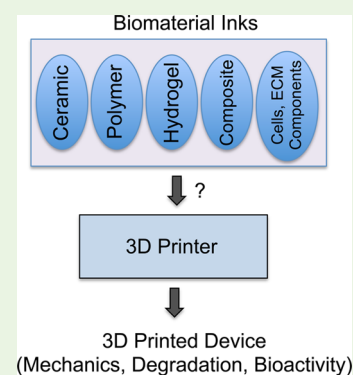 Biomaterial Inks
Ceramic
Polymer
Hydrogel
Composite
Cells, ECM
Components
?
3D Printer
3D Printed Device
(Mechanics, Degradation, Bioactivity)